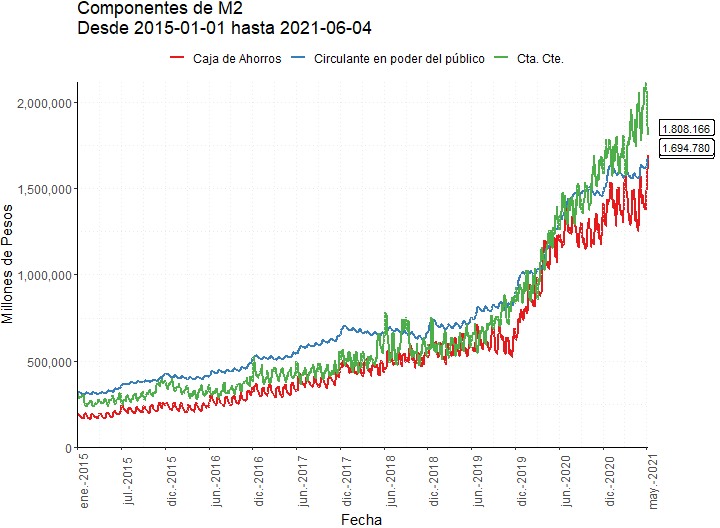 Componentes de M2
Desde 2015-01-01 hasta 2021-06-04
Caja de Ahorros Circulante en poder del público Cta. Cte.
2,000,000
1,500,000
1,000,000
500,000
0
Millones de Pesos
1.808.166
1.694.780
ene.-2015
jul.-2015
dic.-2015
jun.-2016
dic.-2016
jun.-2017
dic.-2017
jun.-2018
dic.-2018
jun.-2019
dic.-2019
jun.-2020
dic.-2020
may.-2021
Fecha